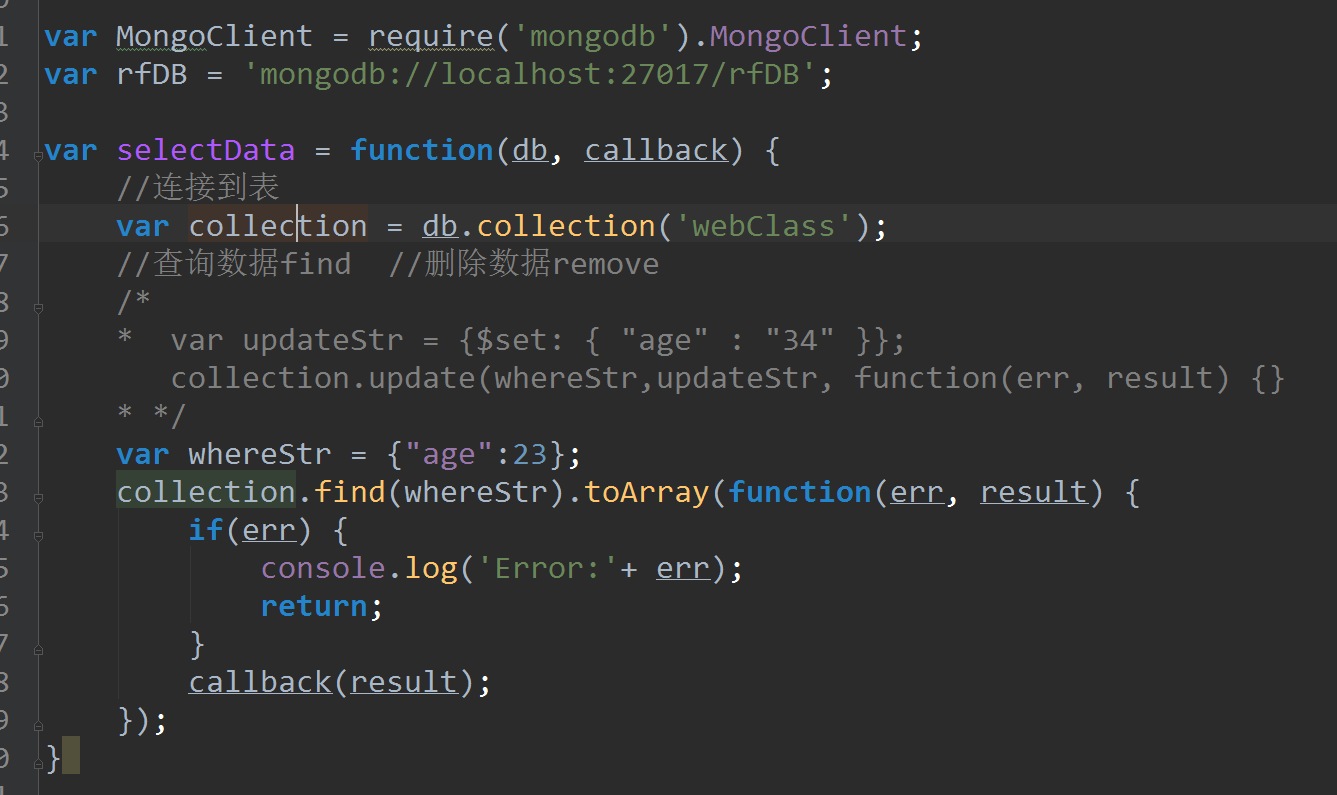 1 var MongoClient = require('mongodb').MongoClient;
2 var rfDB = 'mongodb://localhost:27017/rfDB';
3
4 var selectData = function(db, callback) {
5 //连接到表
6 var collection = db.collection('webClass');
7 //查询数据find //删除数据remove
8 /*
9 * var updateStr = {$set: { "age" : "34" }};
0 collection.update(whereStr,updateStr, function(err, result) {}
1 * */
2 var whereStr = {"age":23};
3 collection.find(whereStr).toArray(function(err, result) {
4 if(err) {
5 console.log('Error:'+ err);
6 return;
7 }
8 callback(result);
9 });
0 }